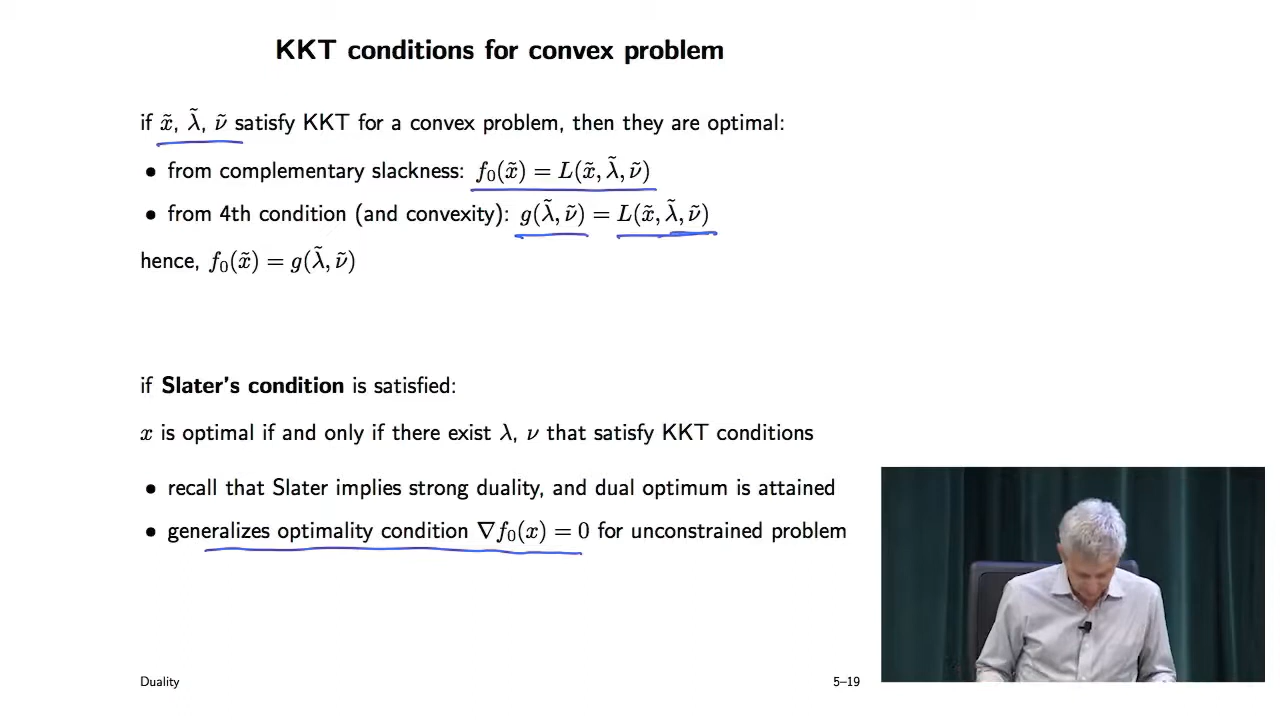 KKT conditions for convex problem
if x̃, λ̃, ν̃ satisfy KKT for a convex problem, then they are optimal:
• from complementary slackness: f₀(x̃) = L(x̃, λ̃, ν̃)
• from 4th condition (and convexity): g(λ̃, ν̃) = L(x̃, λ̃, ν̃)
hence, f₀(x̃) = g(λ̃, ν̃)
if Slater's condition is satisfied:
x is optimal if and only if there exist λ, ν that satisfy KKT conditions
• recall that Slater implies strong duality, and dual optimum is attained
• generalizes optimality condition ∇f₀(x) = 0 for unconstrained problem
Duality
5–19